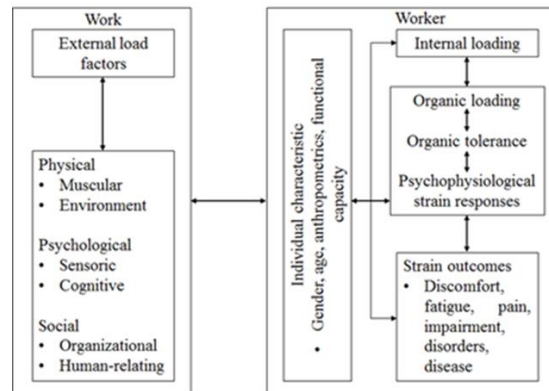 Work
External load
factors
Physical
• Muscular
• Environment
Psychological
• Sensoric
• Cognitive
Social
• Organizational
• Human-relating
Worker
Individual characteristic
• Gender, age, anthropometrics, functional
capacity
Internal loading
Organic loading
Organic tolerance
Psychophysiological
strain responses
Strain outcomes
• Discomfort,
fatigue, pain,
impairment,
disorders,
disease